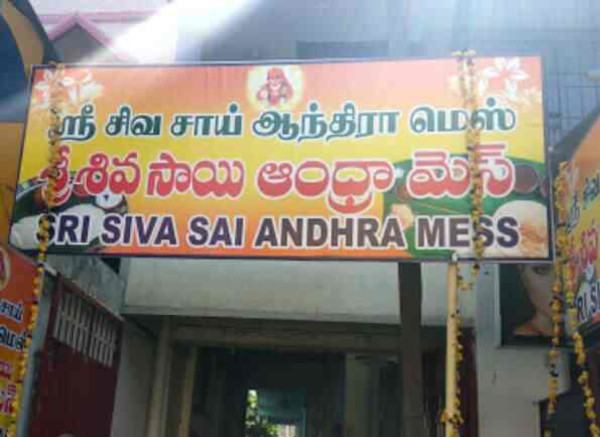 ஸ்ரீ சிவ சாய் ஆந்திரா மெஸ்
శ్రీ శివ సాయి ఆంధ్రా మెస్
SRI SIVA SAI ANDHRA MESS